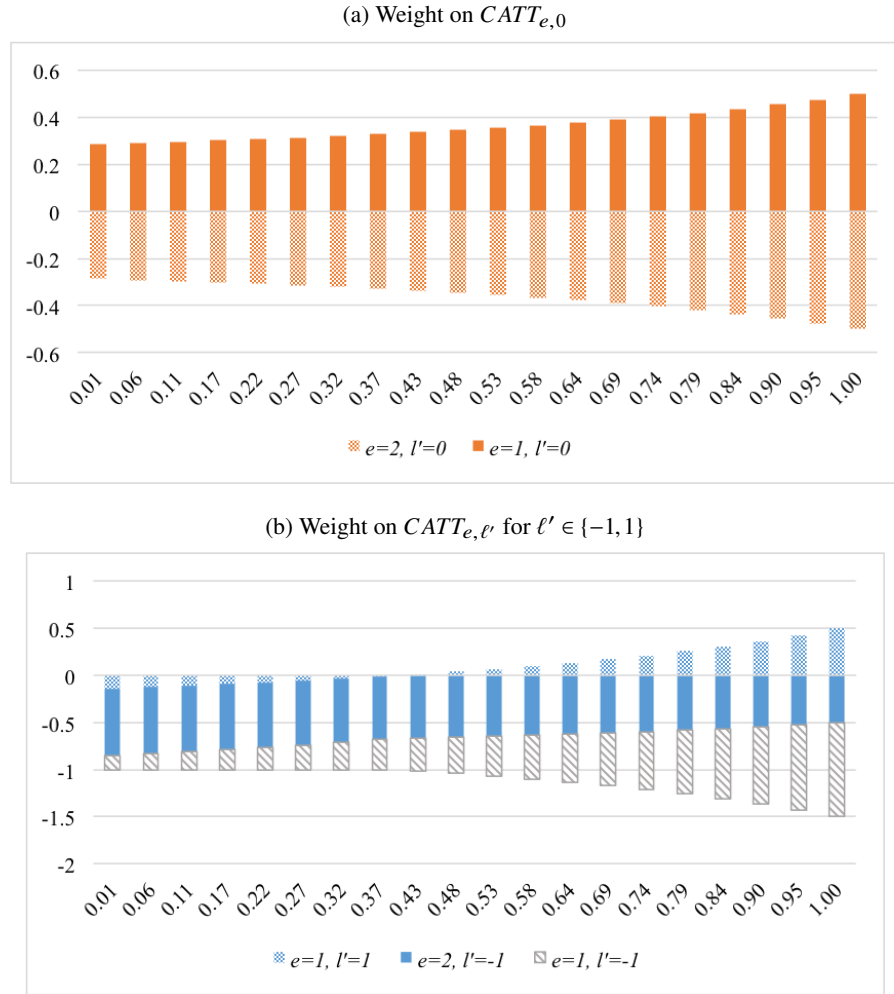 (a) Weight on CATTe,0
0.6
0.4
0.2
0
-0.2
-0.4
-0.6
0.01 0.06 0.11 0.17 0.22 0.27 0.32 0.37 0.43 0.48 0.53 0.58 0.64 0.69 0.74 0.79 0.84 0.90 0.95 1.00
e=2, l'=0 e=1, l'=0
(b) Weight on CATTe,ℓ′ for ℓ′ ∈ {−1, 1}
1
0.5
0
-0.5
-1
-1.5
-2
0.01 0.06 0.11 0.17 0.22 0.27 0.32 0.37 0.43 0.48 0.53 0.58 0.64 0.69 0.74 0.79 0.84 0.90 0.95 1.00
e=1, l'=1 e=2, l'=-1 e=1, l'=-1